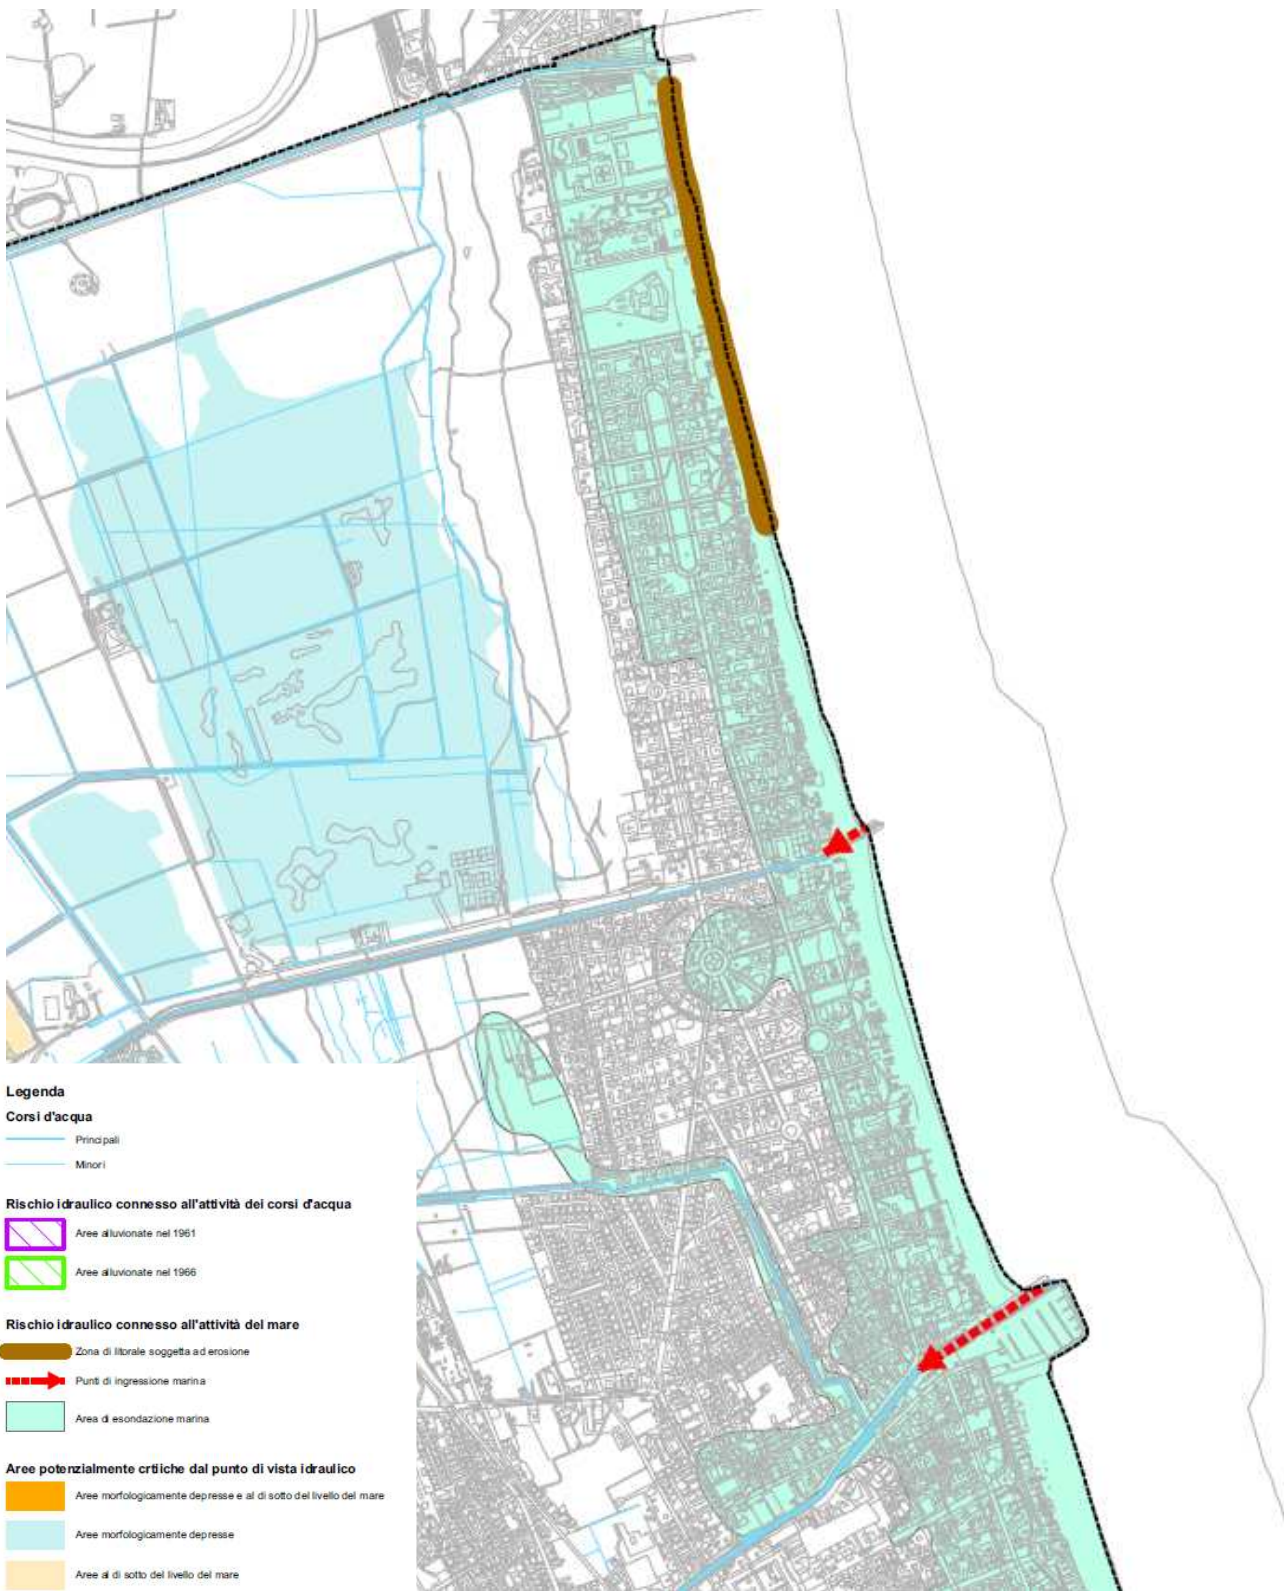 Legenda
Corsi d'acqua
Principali
Minori
Rischio idraulico connesso all'attività dei corsi d'acqua
Aree alluvionate nel 1961
Aree alluvionate nel 1966
Rischio idraulico connesso all'attività del mare
Zona di litorale soggetta ad erosione
Punti di ingressione marina
Area di esondazione marina
Aree potenzialmente crtiiche dal punto di vista idraulico
Aree morfologicamente depresse e al di sotto del livello del mare
Aree morfologicamente depresse
Aree al di sotto del livello del mare